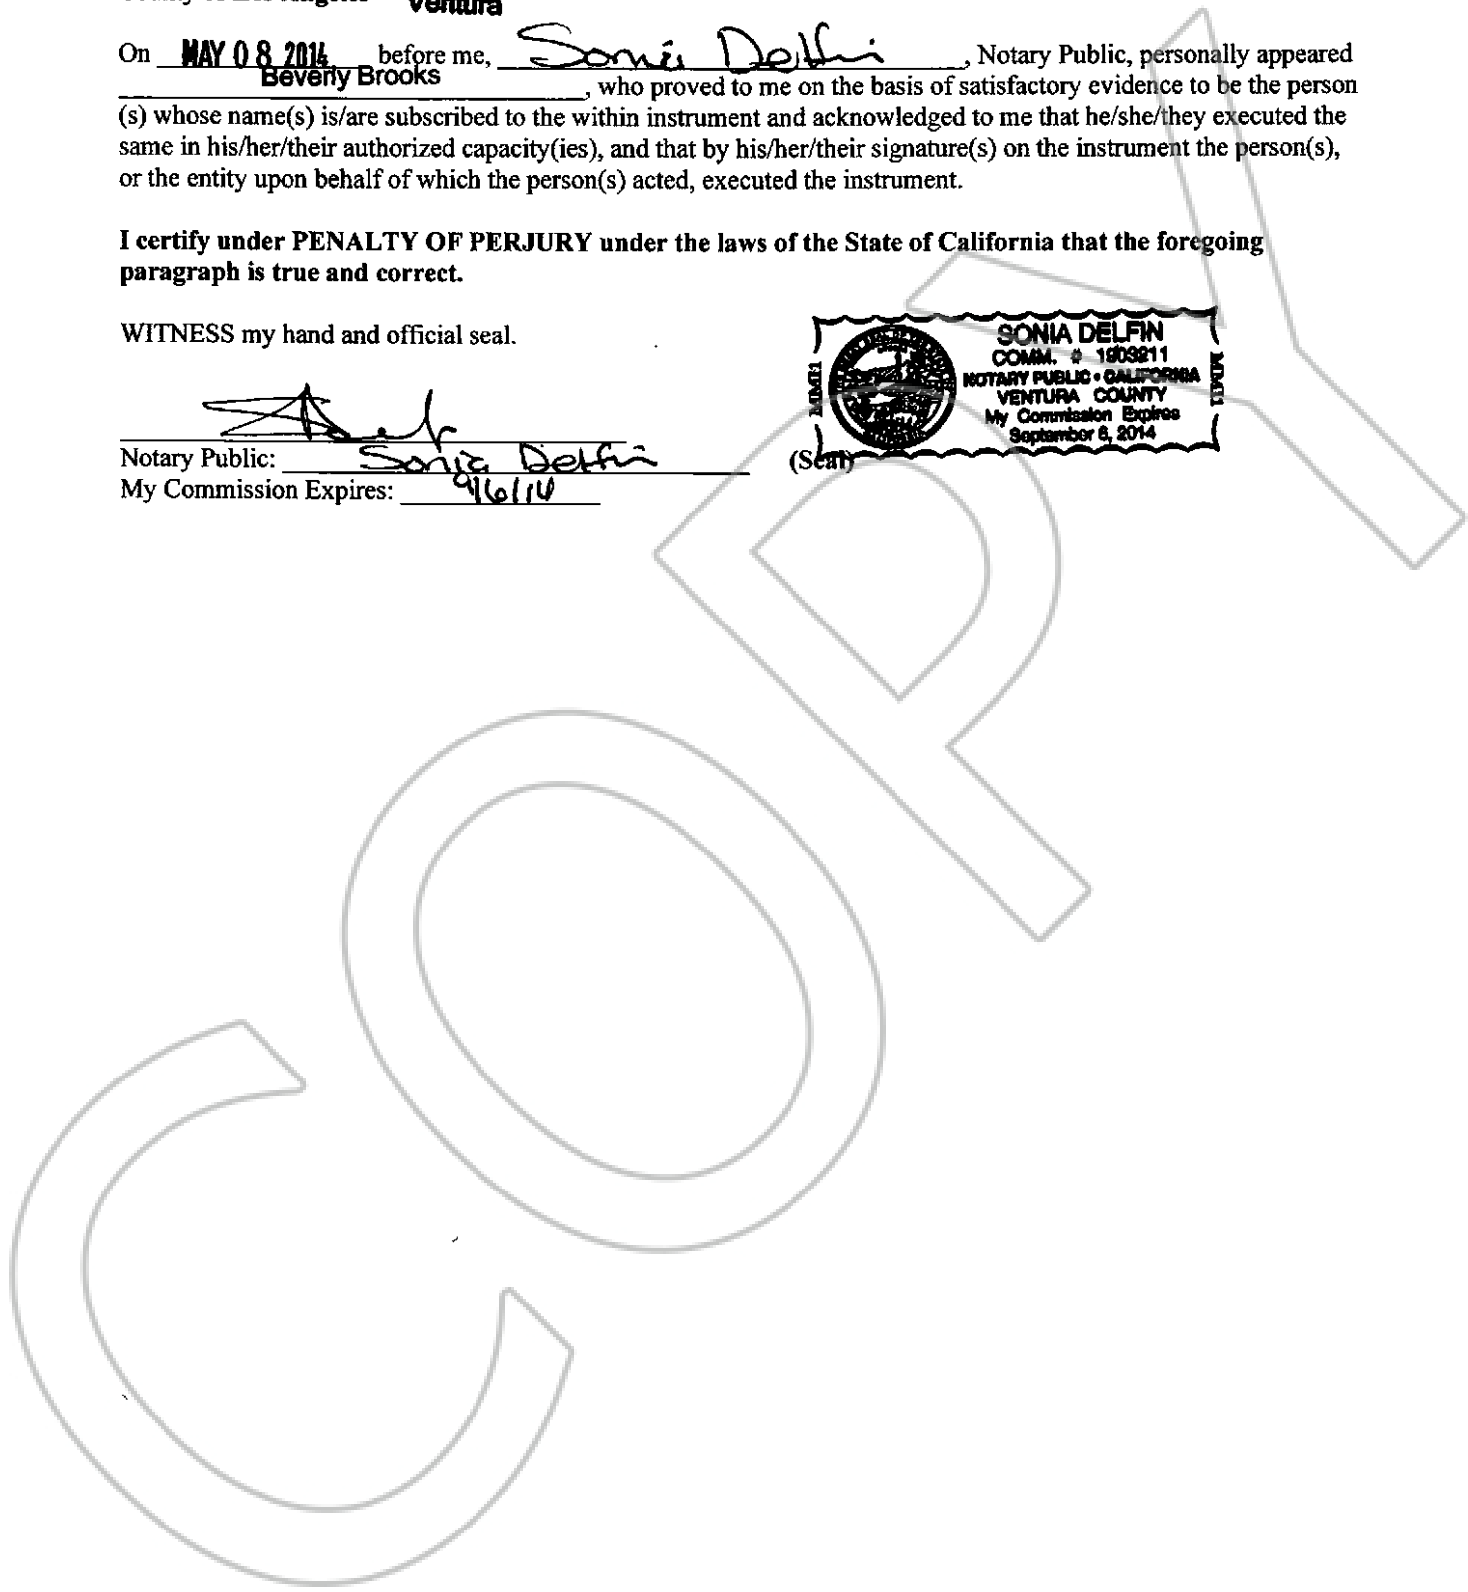 Ventura
On MAY 08 2014 before me, Sonia Delfin, Notary Public, personally appeared
Beverly Brooks, who proved to me on the basis of satisfactory evidence to be the person
(s) whose name(s) is/are subscribed to the within instrument and acknowledged to me that he/she/they executed the
same in his/her/their authorized capacity(ies), and that by his/her/their signature(s) on the instrument the person(s),
or the entity upon behalf of which the person(s) acted, executed the instrument.
I certify under PENALTY OF PERJURY under the laws of the State of California that the foregoing
paragraph is true and correct.
WITNESS my hand and official seal.
SONIA DELFIN
COMM. # 1903211
NOTARY PUBLIC • CALIFORNIA
VENTURA COUNTY
My Commission Expires
September 6, 2014
Notary Public: Sonia Delfin (Seal)
My Commission Expires: 9/6/14
COPY